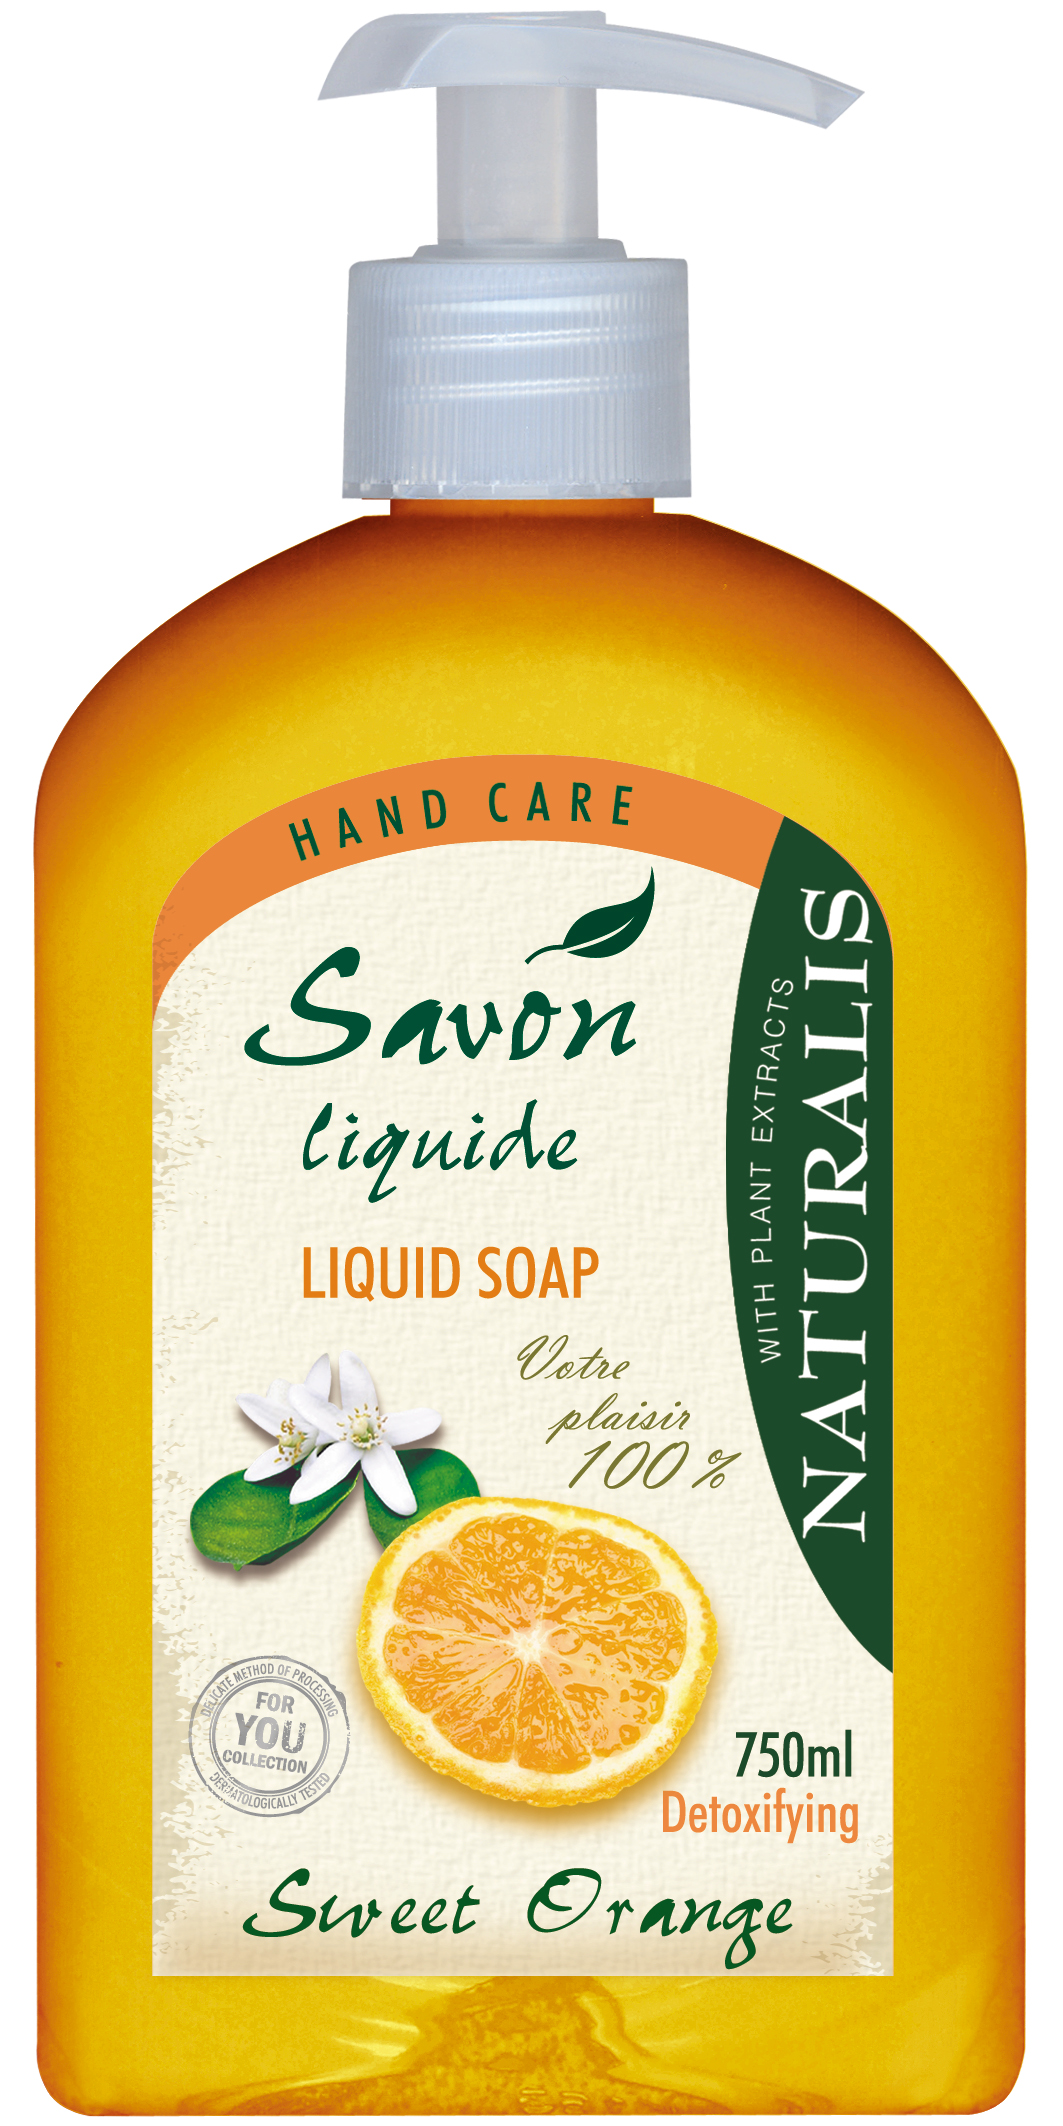 HAND CARE
Savon
liquide
LIQUID SOAP
Votre
plaisir
100 %
WITH PLANT EXTRACTS
NATURALIS
DELICATE METHOD OF PROCESSING
FOR
YOU
COLLECTION
DERMATOLOGICALLY TESTED
750ml
Detoxifying
Sweet Orange